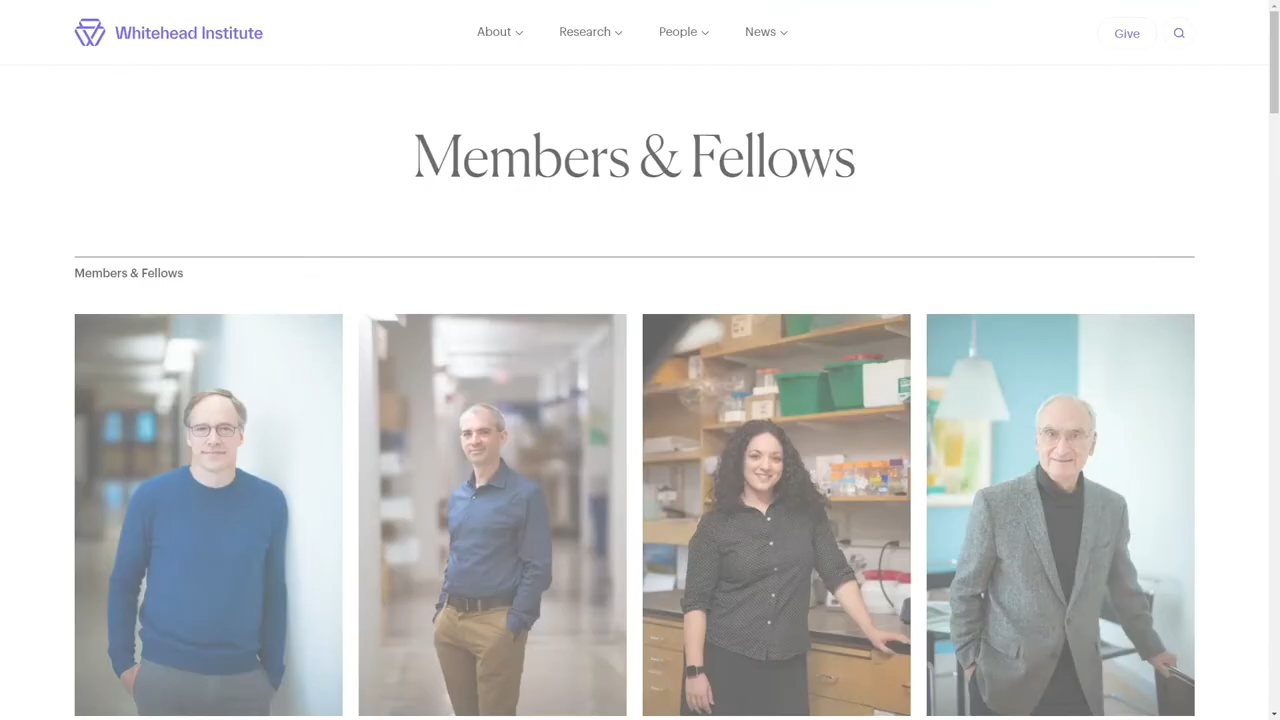 Whitehead Institute
About
Research
People
News
Give
Members & Fellows
Members & Fellows